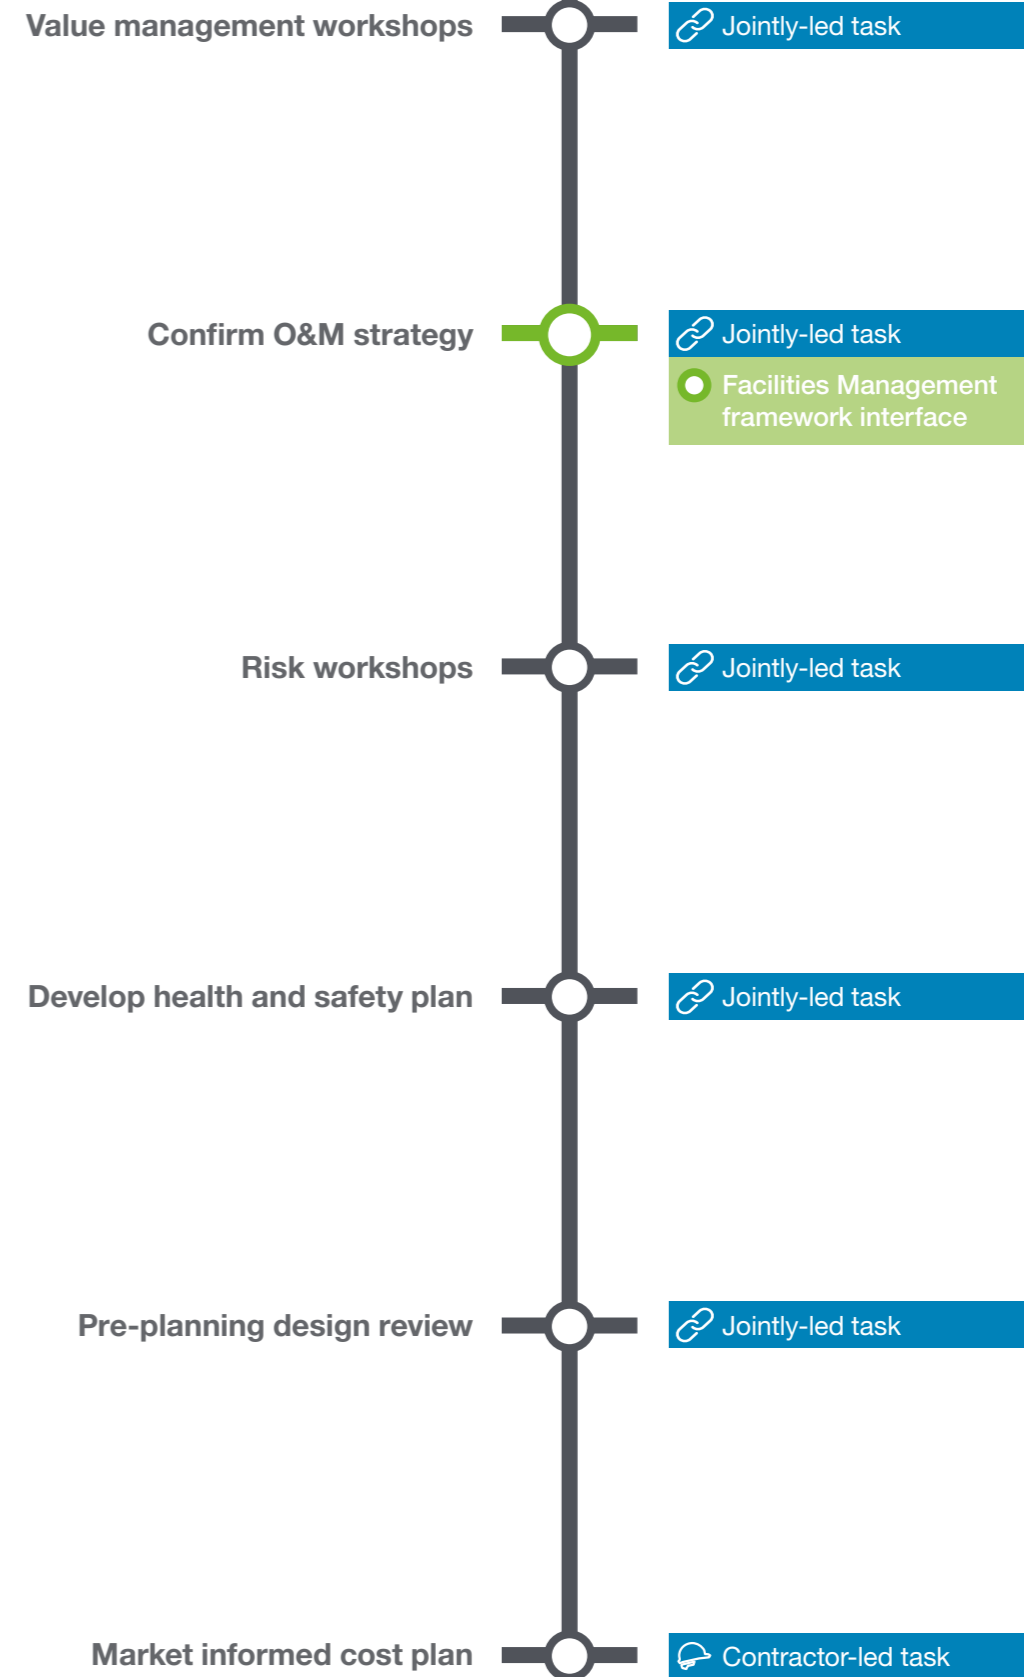 Value management workshops
Jointly-led task
Confirm O&M strategy
Jointly-led task
Facilities Management
framework interface
Risk workshops
Jointly-led task
Develop health and safety plan
Jointly-led task
Pre-planning design review
Jointly-led task
Market informed cost plan
Contractor-led task